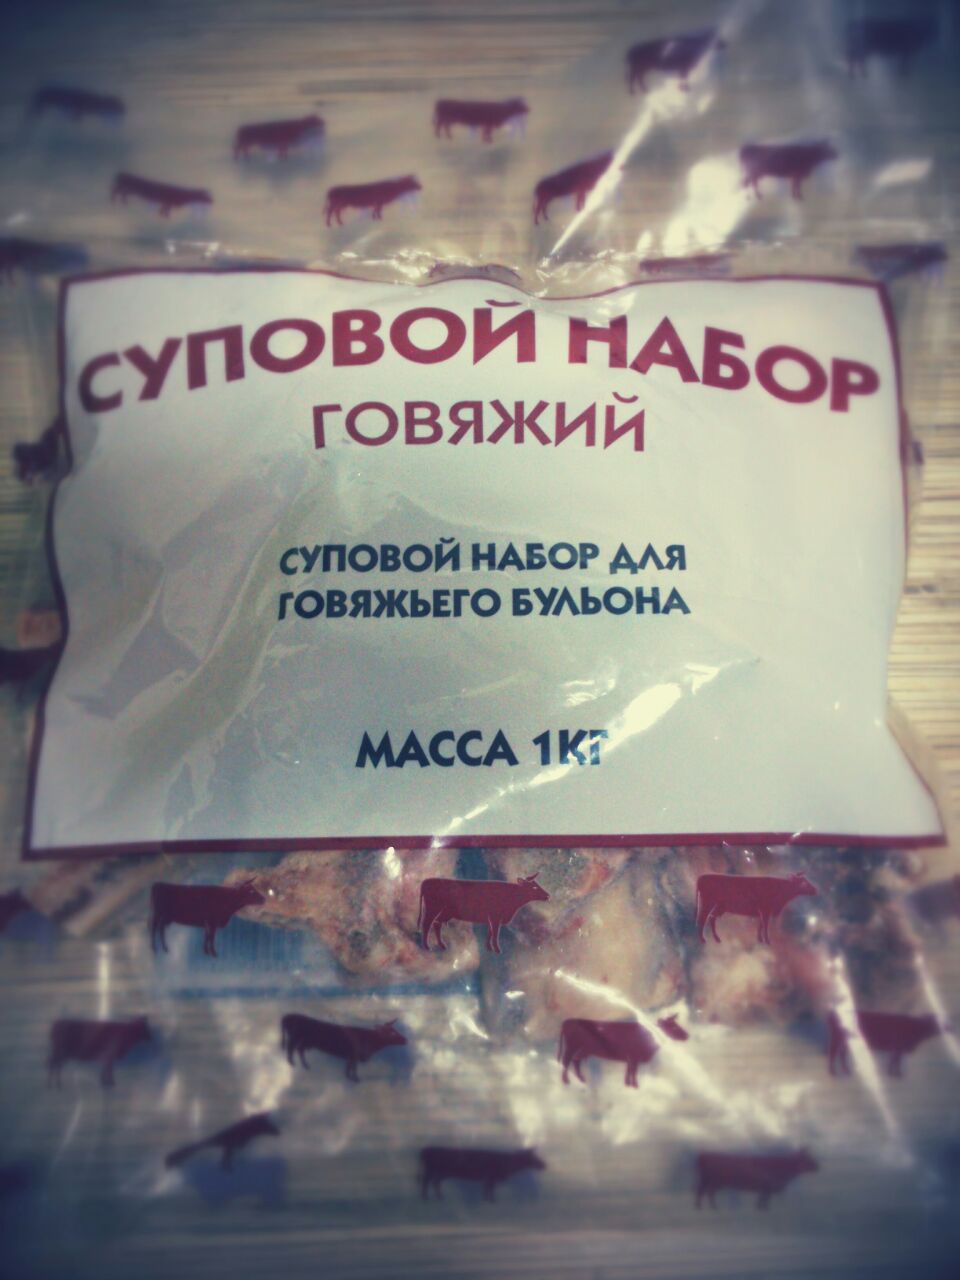 СУПОВОЙ НАБОР
ГОВЯЖИЙ
СУПОВОЙ НАБОР ДЛЯ
ГОВЯЖЬЕГО БУЛЬОНА
МАССА 1КГ